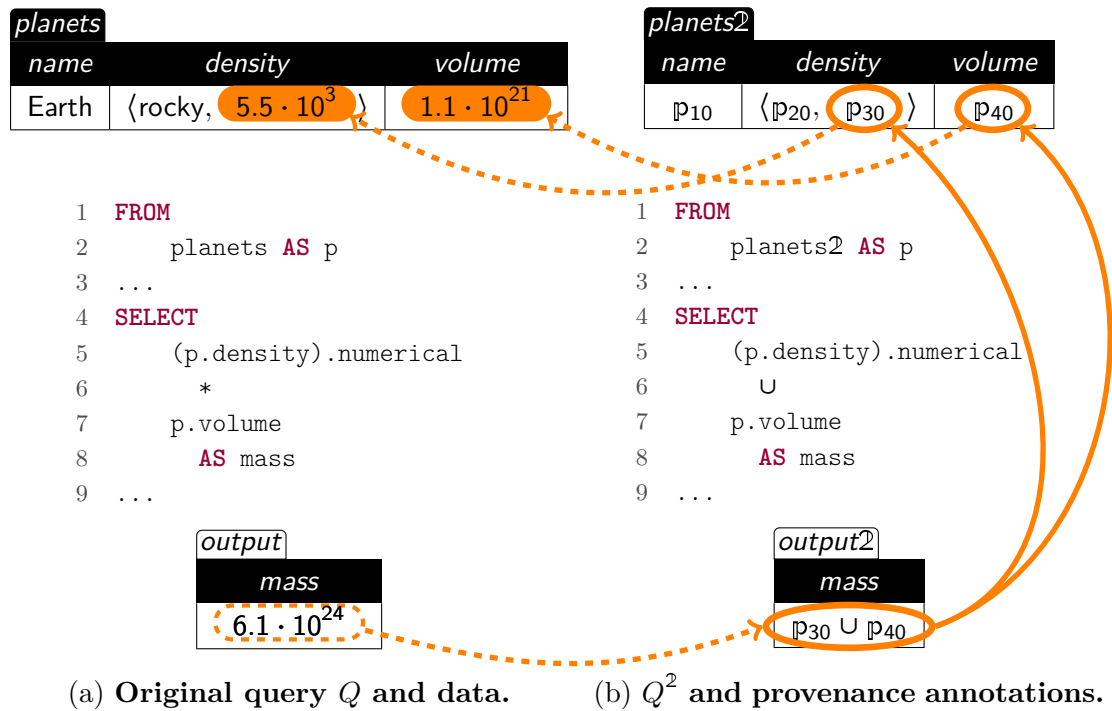 planets
name density volume
Earth ⟨rocky, 5.5 · 10³ ⟩ 1.1 · 10²¹
1 FROM
2 planets AS p
3 ...
4 SELECT
5 (p.density).numerical
6 *
7 p.volume
8 AS mass
9 ...
output
mass
6.1 · 10²⁴
(a) Original query Q and data.
planets𝟚
name density volume
𝕡₁₀ ⟨𝕡₂₀, 𝕡₃₀ ⟩ 𝕡₄₀
1 FROM
2 planets𝟚 AS p
3 ...
4 SELECT
5 (p.density).numerical
6 ∪
7 p.volume
8 AS mass
9 ...
output𝟚
mass
𝕡₃₀ ∪ 𝕡₄₀
(b) Q² and provenance annotations.